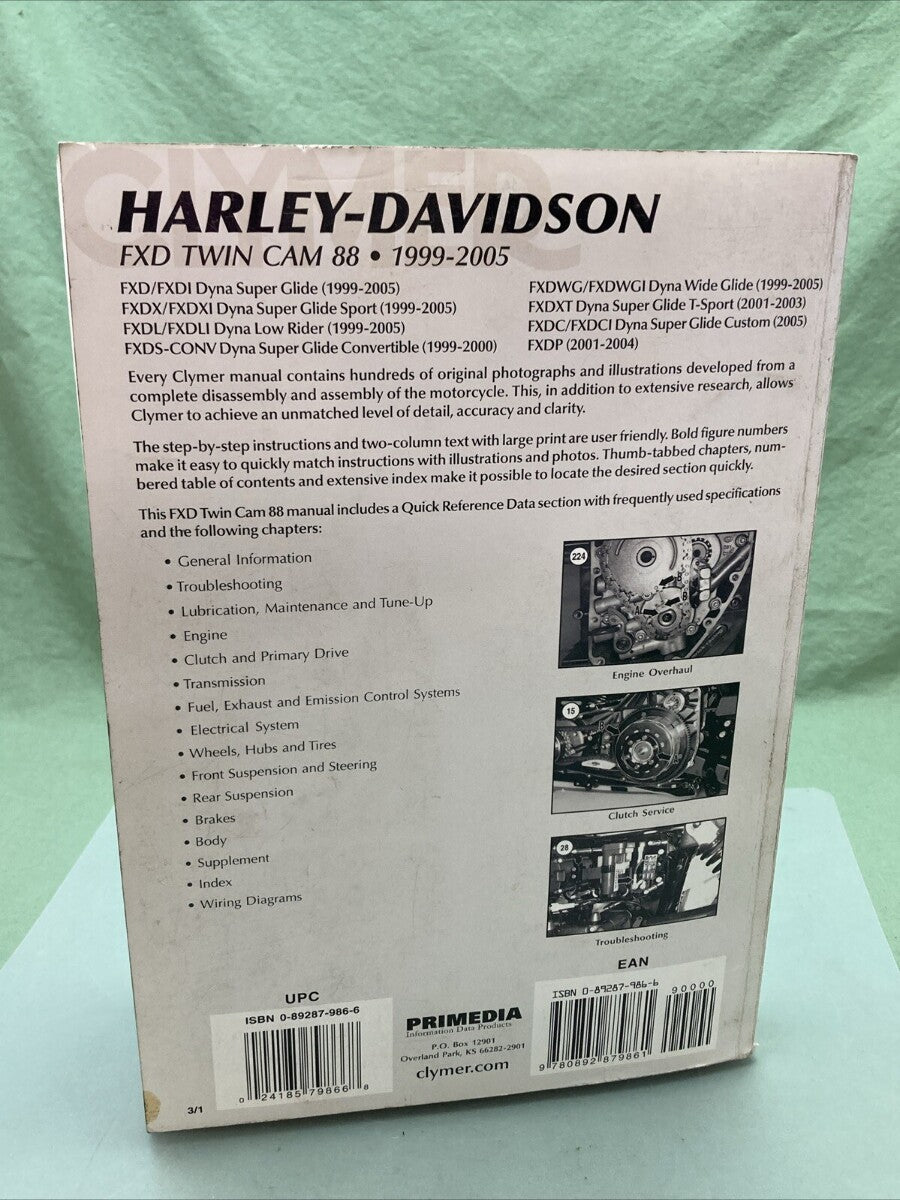 CLYMER
HARLEY-DAVIDSON
FXD TWIN CAM 88 • 1999-2005
FXD/FXDI Dyna Super Glide (1999-2005)
FXDX/FXDXI Dyna Super Glide Sport (1999-2005)
FXDL/FXDLI Dyna Low Rider (1999-2005)
FXDS-CONV Dyna Super Glide Convertible (1999-2000)
FXDWG/FXDWGI Dyna Wide Glide (1999-2005)
FXDXT Dyna Super Glide T-Sport (2001-2003)
FXDC/FXDCI Dyna Super Glide Custom (2005)
FXDP (2001-2004)
Every Clymer manual contains hundreds of original photographs and illustrations developed from a
complete disassembly and assembly of the motorcycle. This, in addition to extensive research, allows
Clymer to achieve an unmatched level of detail, accuracy and clarity.
The step-by-step instructions and two-column text with large print are user friendly. Bold figure numbers
make it easy to quickly match instructions with illustrations and photos. Thumb-tabbed chapters, num-
bered table of contents and extensive index make it possible to locate the desired section quickly.
This FXD Twin Cam 88 manual includes a Quick Reference Data section with frequently used specifications
and the following chapters:
• General Information
• Troubleshooting
• Lubrication, Maintenance and Tune-Up
• Engine
• Clutch and Primary Drive
• Transmission
• Fuel, Exhaust and Emission Control Systems
• Electrical System
• Wheels, Hubs and Tires
• Front Suspension and Steering
• Rear Suspension
• Brakes
• Body
• Supplement
• Index
• Wiring Diagrams
224
Engine Overhaul
15
Clutch Service
28
Troubleshooting
UPC
ISBN 0-89287-986-6
0 24185 79866 8
3/1
PRIMEDIA
Information Data Products
P.O. Box 12901
Overland Park, KS 66282-2901
clymer.com
EAN
ISBN 0-89287-986-6
90000
9 780892 879861